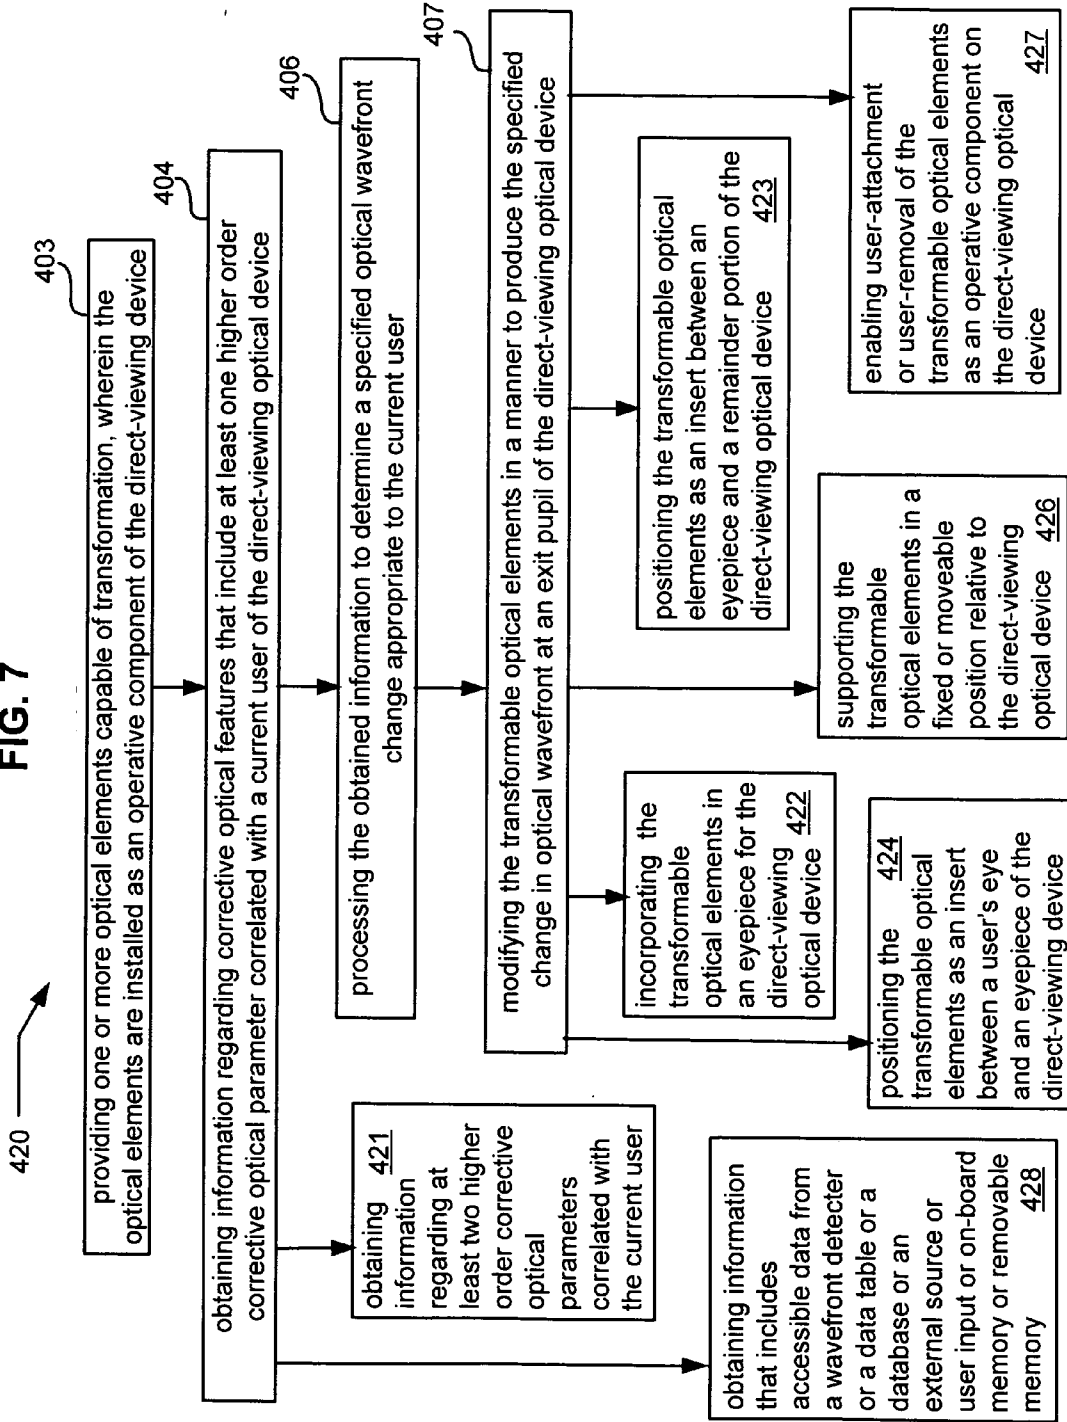 FIG. 7
420
403
providing one or more optical elements capable of transformation, wherein the
optical elements are installed as an operative component of the direct-viewing device
404
obtaining information regarding corrective optical features that include at least one higher order
corrective optical parameter correlated with a current user of the direct-viewing optical device
406
processing the obtained information to determine a specified optical wavefront
change appropriate to the current user
407
modifying the transformable optical elements in a manner to produce the specified
change in optical wavefront at an exit pupil of the direct-viewing optical device
obtaining 421
information
regarding at
least two higher
order corrective
optical
parameters
correlated with
the current user
obtaining information
that includes
accessible data from
a wavefront detecter
or a data table or a
database or an
external source or
user input or on-board
memory or removable
memory 428
incorporating the
transformable
optical elements in
an eyepiece for the
direct-viewing 422
optical device
positioning the 424
transformable optical
elements as an insert
between a user's eye
and an eyepiece of the
direct-viewing device
positioning the transformable optical
elements as an insert between an
eyepiece and a remainder portion of the
direct-viewing optical device 423
supporting the
transformable
optical elements in a
fixed or moveable
position relative to
the direct-viewing
optical device 426
enabling user-attachment
or user-removal of the
transformable optical elements
as an operative component on
the direct-viewing optical
device 427